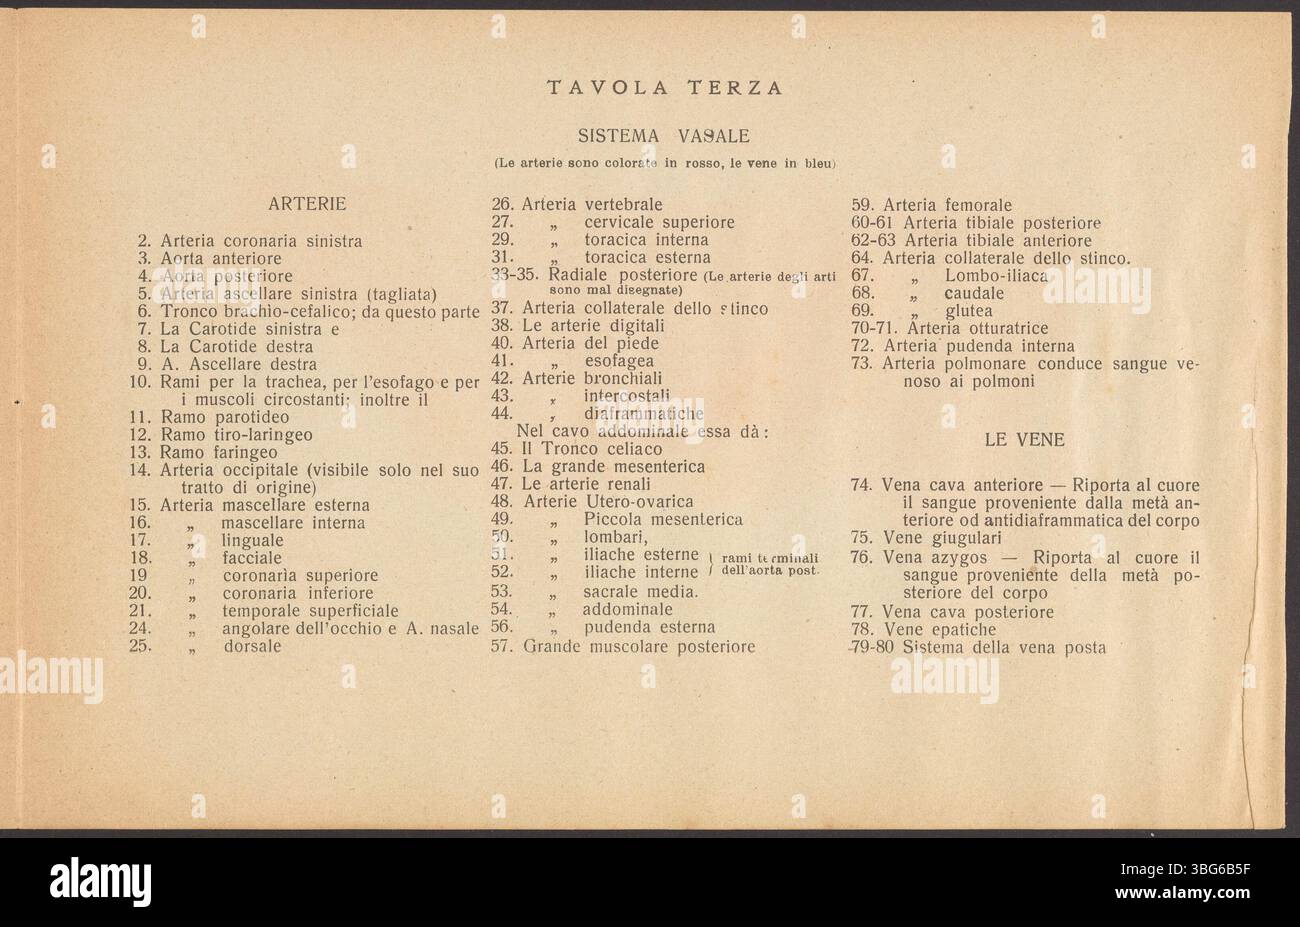 TAVOLA TERZA
SISTEMA VASALE
(Le arterie sono colorate in rosso, le vene in bleu)
ARTERIE
2. Arteria coronaria sinistra
3. Aorta anteriore
4. Aorta posteriore
5. Arteria ascellare sinistra (tagliata)
6. Tronco brachio-cefalico; da questo parte
7. La Carotide sinistra e
8. La Carotide destra
9. A. Ascellare destra
10. Rami per la trachea, per l'esofago e per
i muscoli circostanti; inoltre il
11. Ramo parotideo
12. Ramo tiro-laringeo
13. Ramo faringeo
14. Arteria occipitale (visibile solo nel suo
tratto di origine)
15. Arteria mascellare esterna
16. „ mascellare interna
17. „ linguale
18. „ facciale
19 „ coronaria superiore
20. „ coronaria inferiore
21. „ temporale superficiale
24. „ angolare dell'occhio e A. nasale
25. „ dorsale
26. Arteria vertebrale
27. „ cervicale superiore
29. „ toracica interna
31. „ toracica esterna
33-35. Radiale posteriore (Le arterie degli arti
sono mal disegnate)
37. Arteria collaterale dello stinco
38. Le arterie digitali
40. Arteria del piede
41. „ esofagea
42. Arterie bronchiali
43. „ intercostali
44. „ diaframmatiche
Nel cavo addominale essa dà :
45. Il Tronco celiaco
46. La grande mesenterica
47. Le arterie renali
48. Arterie Utero-ovarica
49. „ Piccola mesenterica
50. „ lombari,
51. „ iliache esterne } rami terminali
52. „ iliache interne } dell'aorta post.
53. „ sacrale media.
54. „ addominale
56. „ pudenda esterna
57. Grande muscolare posteriore
59. Arteria femorale
60-61 Arteria tibiale posteriore
62-63 Arteria tibiale anteriore
64. Arteria collaterale dello stinco.
67. „ Lombo-iliaca
68. „ caudale
69. „ glutea
70-71. Arteria otturatrice
72. Arteria pudenda interna
73. Arteria polmonare conduce sangue ve-
noso ai polmoni
LE VENE
74. Vena cava anteriore — Riporta al cuore
il sangue proveniente dalla metà an-
teriore od antidiaframmatica del corpo
75. Vene giugulari
76. Vena azygos — Riporta al cuore il
sangue proveniente della metà po-
steriore del corpo
77. Vena cava posteriore
78. Vene epatiche
79-80 Sistema della vena posta
alamy
Image ID: 3BG6B5F
www.alamy.com